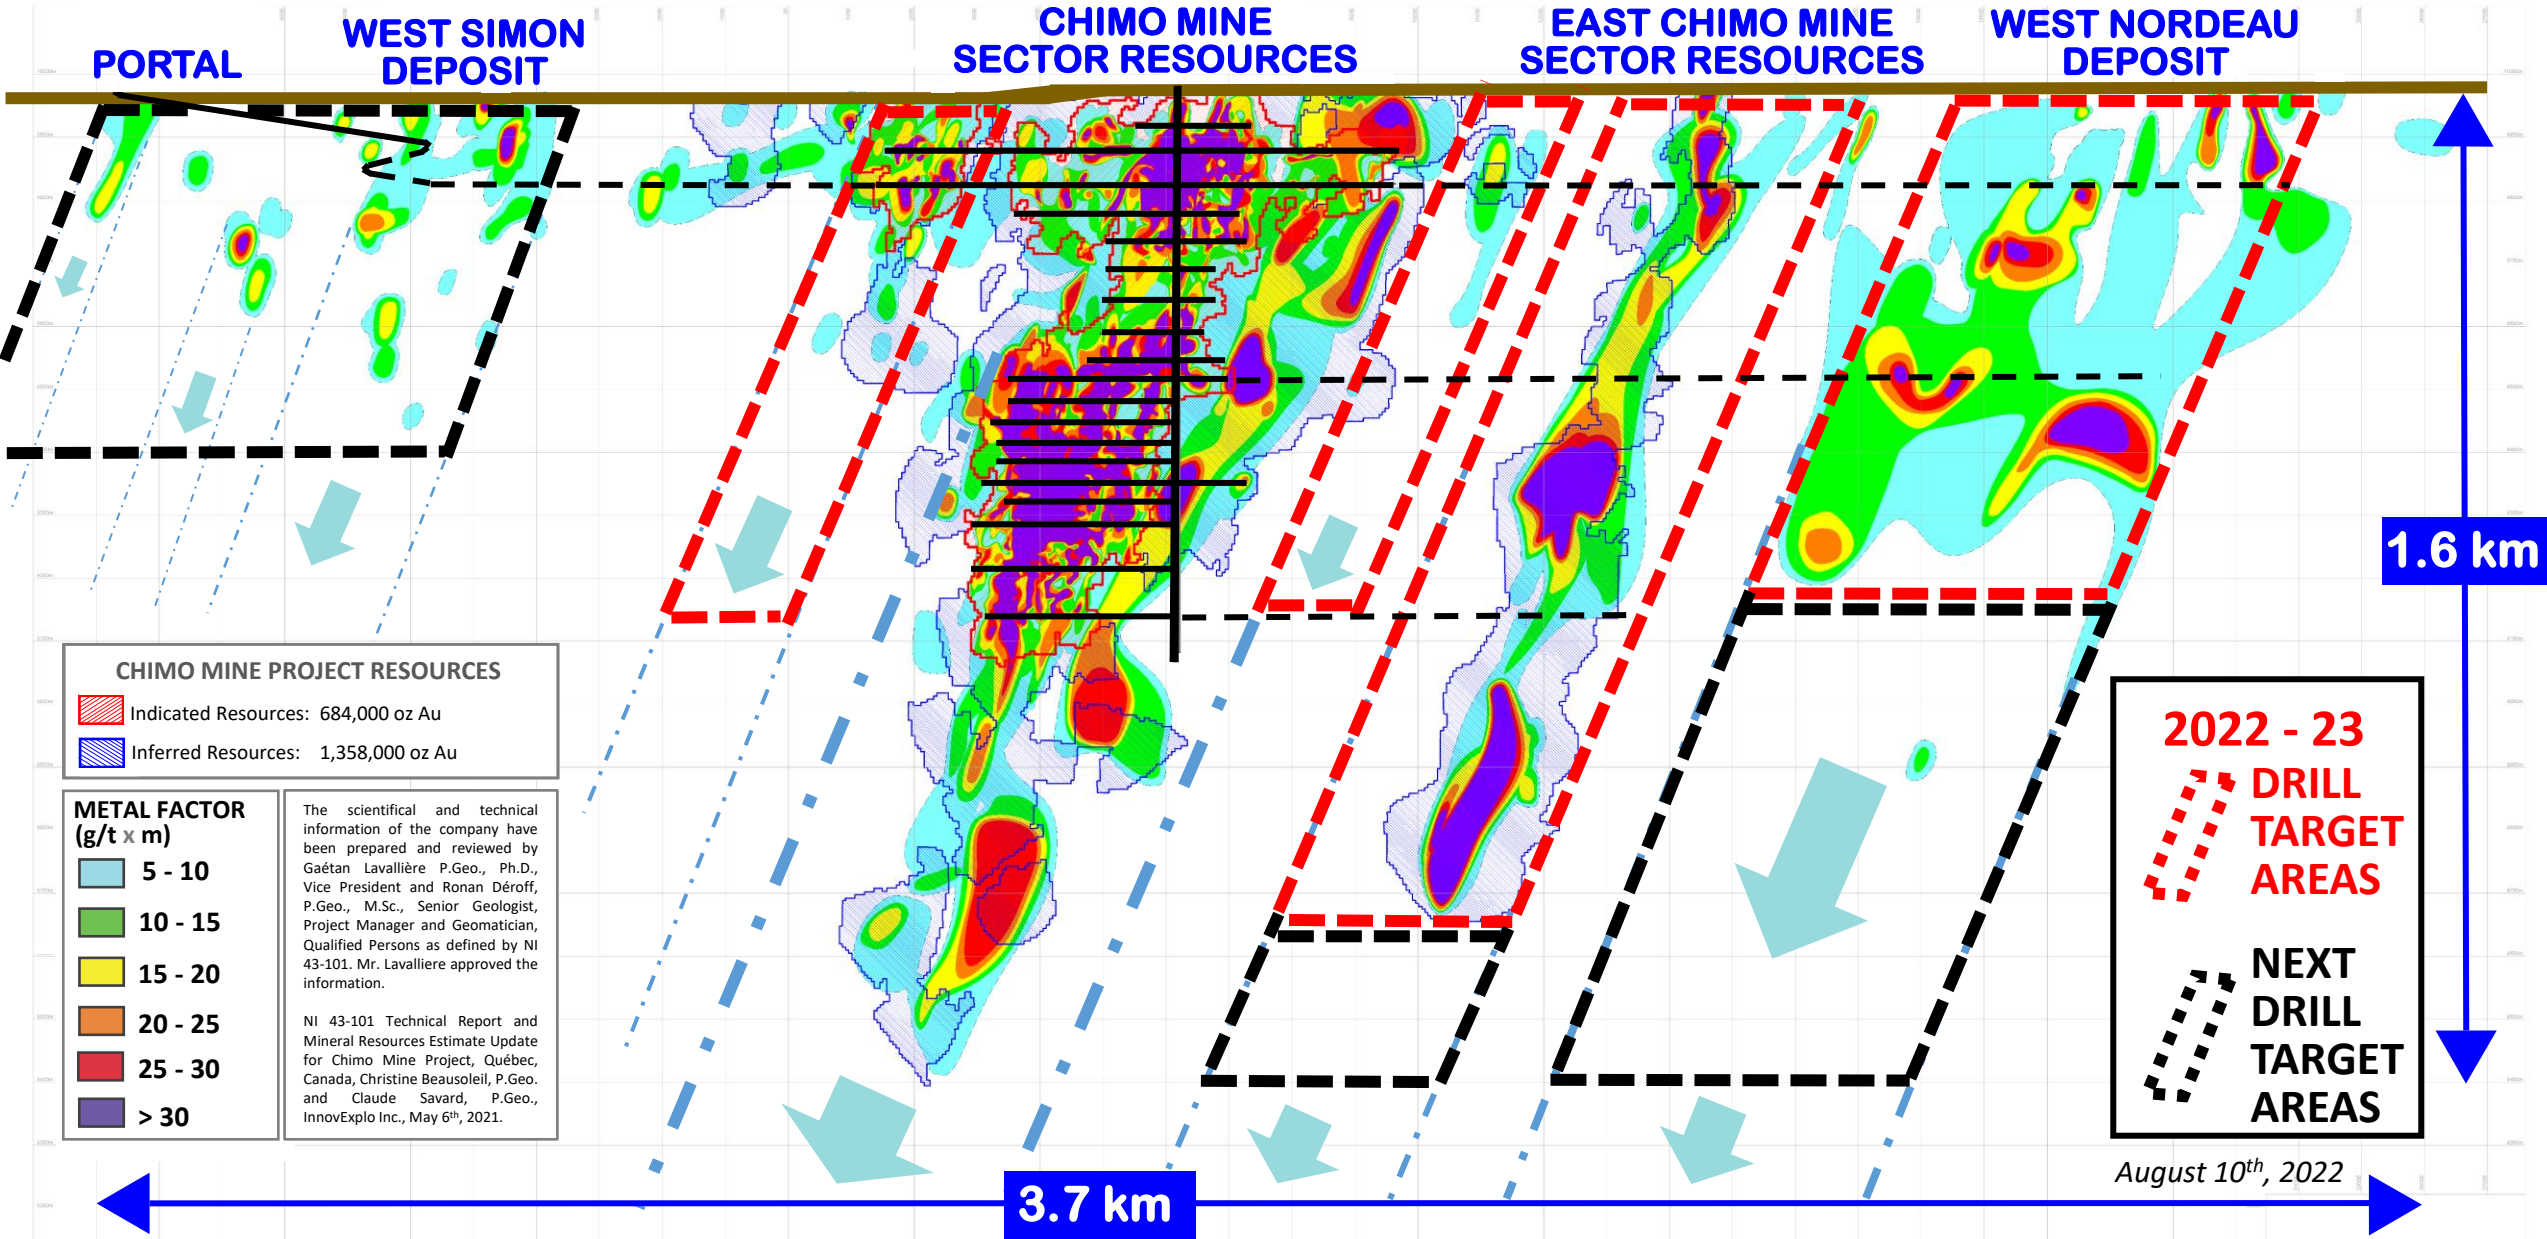 PORTAL
WEST SIMON
DEPOSIT
CHIMO MINE
SECTOR RESOURCES
EAST CHIMO MINE
SECTOR RESOURCES
WEST NORDEAU
DEPOSIT
1.6 km
CHIMO MINE PROJECT RESOURCES
Indicated Resources: 684,000 oz Au
Inferred Resources: 1,358,000 oz Au
METAL FACTOR
(g/t x m)
5 - 10
10 - 15
15 - 20
20 - 25
25 - 30
> 30
The scientifical and technical
information of the company have
been prepared and reviewed by
Gaétan Lavallière P.Geo., Ph.D.,
Vice President and Ronan Déroff,
P.Geo., M.Sc., Senior Geologist,
Project Manager and Geomatician,
Qualified Persons as defined by NI
43-101. Mr. Lavalliere approved the
information.
NI 43-101 Technical Report and
Mineral Resources Estimate Update
for Chimo Mine Project, Québec,
Canada, Christine Beausoleil, P.Geo.
and Claude Savard, P.Geo.,
InnovExplo Inc., May 6th, 2021.
2022 - 23
DRILL
TARGET
AREAS
NEXT
DRILL
TARGET
AREAS
August 10th, 2022
3.7 km